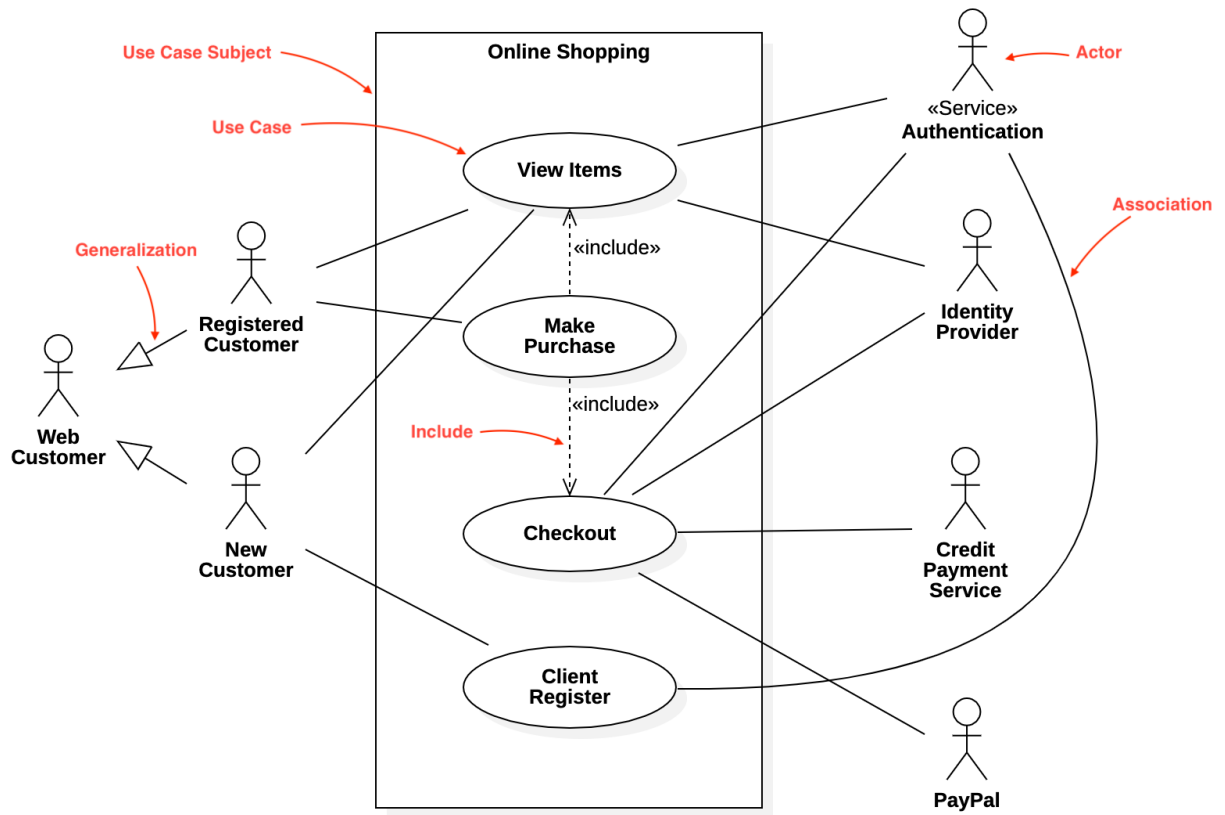 Use Case Subject
Online Shopping
Actor
«Service»
Authentication
Use Case
View Items
Association
Generalization
«include»
Registered
Customer
Make
Purchase
Identity
Provider
Web
Customer
«include»
Include
Checkout
New
Customer
Credit
Payment
Service
Client
Register
PayPal